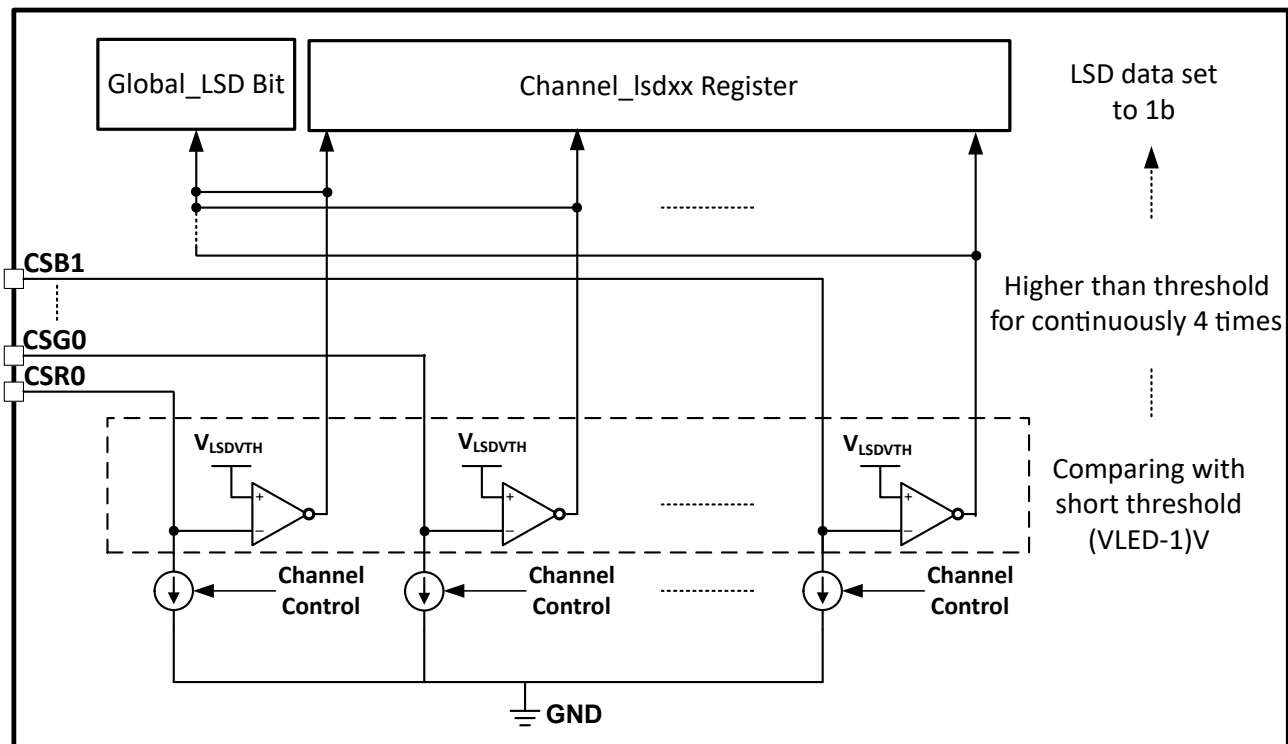 Global_LSD Bit
Channel_lsdxx Register
LSD data set
to 1b
CSB1
Higher than threshold
for continuously 4 times
CSG0
CSR0
VLSDVTH
VLSDVTH
VLSDVTH
+
+
+
−
−
−
Comparing with
short threshold
(VLED-1)V
Channel
Control
Channel
Control
Channel
Control
GND